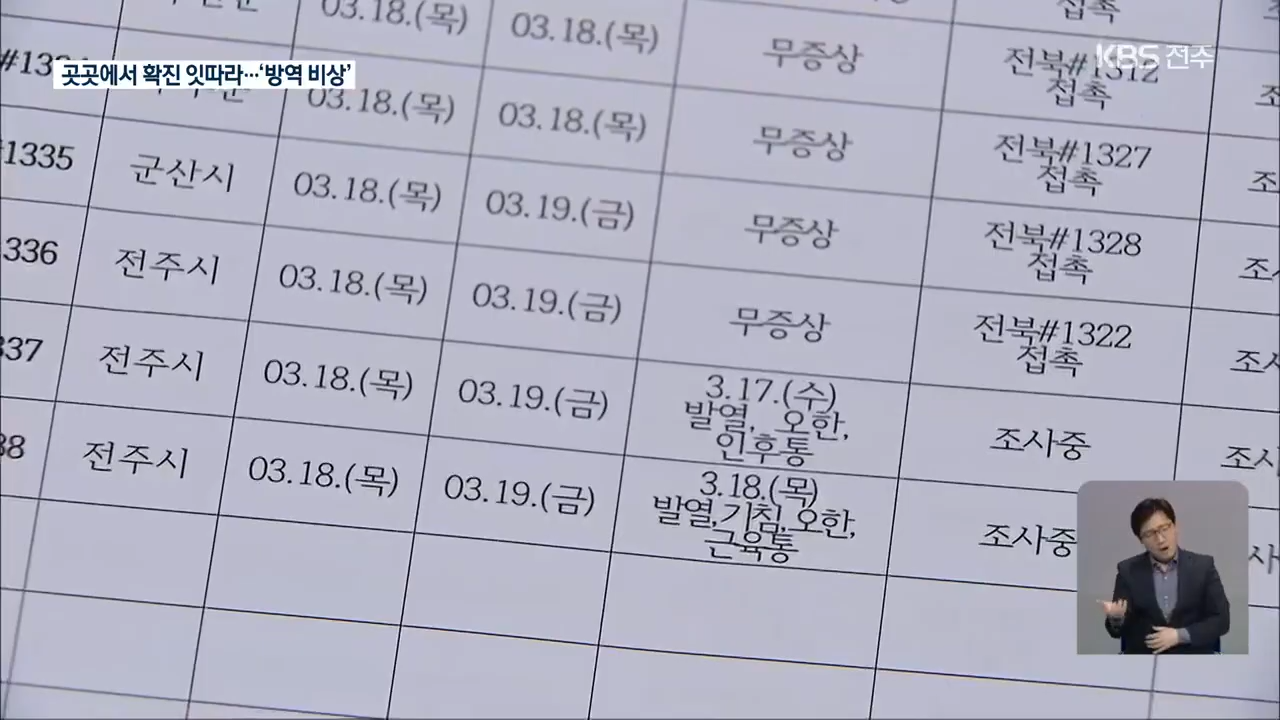 03.18.(목) 03.18.(목) 무증상 전북#1312
접촉
접촉
KBS 전주
곳곳에서 확진 잇따라…‘방역 비상’
03.18.(목) 03.18.(목) 무증상 전북#1327
접촉
1335 군산시 03.18.(목) 03.19.(금) 무증상 전북#1328
접촉
336 전주시 03.18.(목) 03.19.(금) 무증상 전북#1322
접촉
337 전주시 03.18.(목) 03.19.(금) 3.17.(수)
발열, 오한,
인후통
조사중
38 전주시 03.18.(목) 03.19.(금) 3.18.(목)
발열,기침,오한,
근육통
조사중